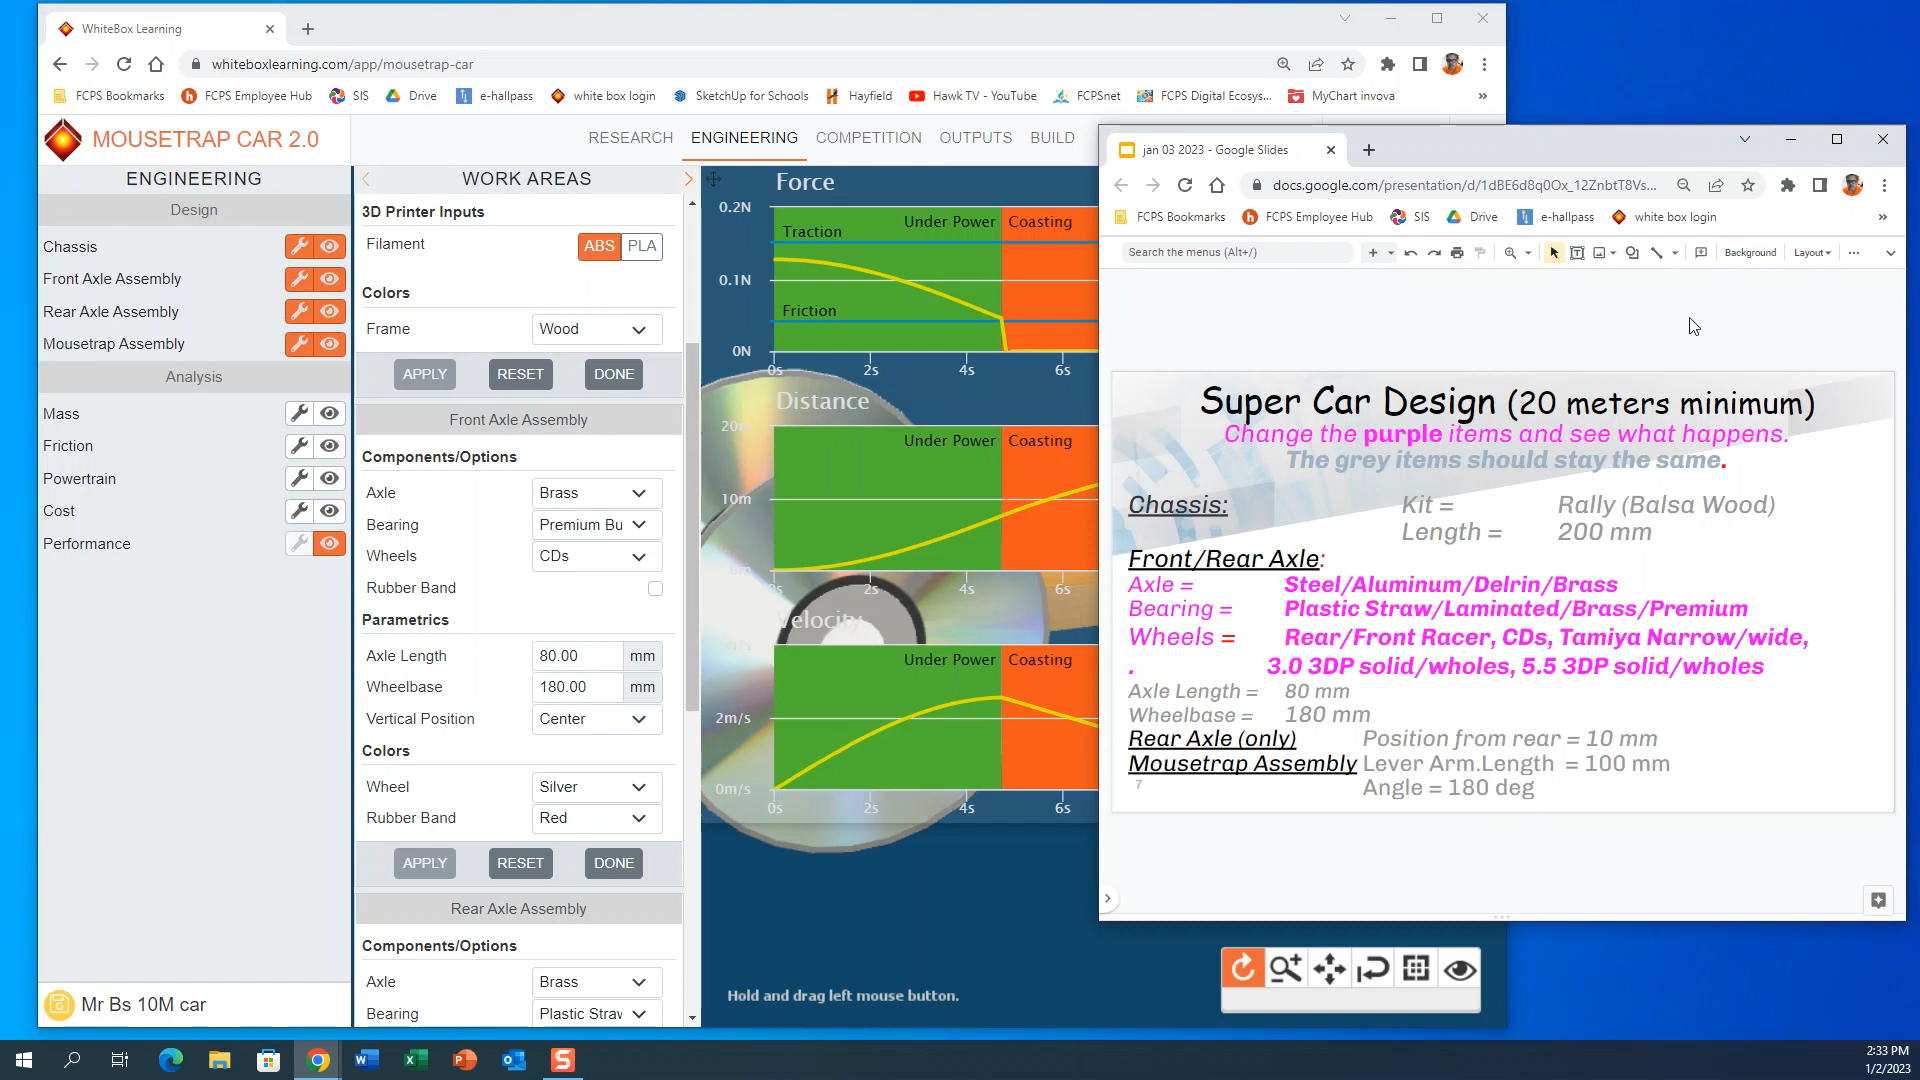 WhiteBox Learning
whiteboxlearning.com/app/mousetrap-car
FCPS Bookmarks
FCPS Employee Hub
SIS
Drive
e-hallpass
white box login
SketchUp for Schools
Hayfield
Hawk TV - YouTube
FCPSnet
FCPS Digital Ecosys...
MyChart invova
MOUSETRAP CAR 2.0
RESEARCH
ENGINEERING
COMPETITION
OUTPUTS
BUILD
ENGINEERING
Design
Chassis
Front Axle Assembly
Rear Axle Assembly
Mousetrap Assembly
Analysis
Mass
Friction
Powertrain
Cost
Performance
Mr Bs 10M car
WORK AREAS
3D Printer Inputs
Filament ABS PLA
Colors
Frame Wood
APPLY RESET DONE
Front Axle Assembly
Components/Options
Axle Brass
Bearing Premium Bu
Wheels CDs
Rubber Band
Parametrics
Axle Length 80.00 mm
Wheelbase 180.00 mm
Vertical Position Center
Colors
Wheel Silver
Rubber Band Red
APPLY RESET DONE
Rear Axle Assembly
Components/Options
Axle Brass
Bearing Plastic Strav
Force
0.2N
Traction
Under Power
Coasting
0.1N
Friction
0N
0s 2s 4s 6s
Distance
20m
Under Power
Coasting
10m
0s 2s 4s 6s
Velocity
Under Power
Coasting
2m/s
0m/s
0s 2s 4s 6s
Hold and drag left mouse button.
jan 03 2023 - Google Slides
docs.google.com/presentation/d/1dBE6d8q0Ox_12ZnbtT8Vs...
FCPS Bookmarks
FCPS Employee Hub
SIS
Drive
e-hallpass
white box login
Search the menus (Alt+/)
Background
Layout
Super Car Design (20 meters minimum)
Change the purple items and see what happens.
The grey items should stay the same.
Chassis: Kit = Rally (Balsa Wood)
Length = 200 mm
Front/Rear Axle:
Axle = Steel/Aluminum/Delrin/Brass
Bearing = Plastic Straw/Laminated/Brass/Premium
Wheels = Rear/Front Racer, CDs, Tamiya Narrow/wide,
. 3.0 3DP solid/wholes, 5.5 3DP solid/wholes
Axle Length = 80 mm
Wheelbase = 180 mm
Rear Axle (only) Position from rear = 10 mm
Mousetrap Assembly Lever Arm.Length = 100 mm
7
Angle = 180 deg
2:33 PM
1/2/2023